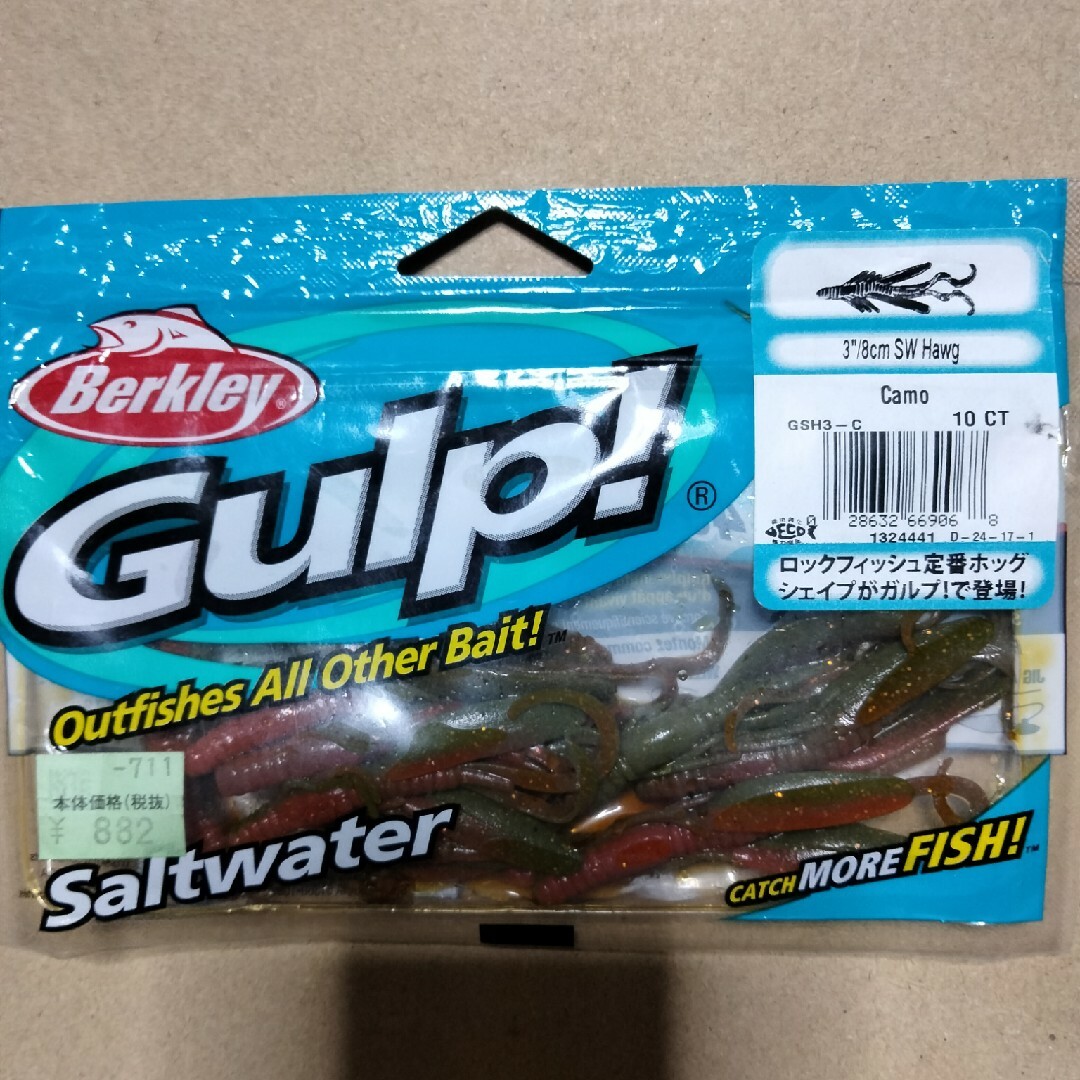 Berkley®
Gulp!®
Outfishes All Other Bait!™
Saltwater
CATCH MORE FISH!™
3"/8cm SW Hawg
Camo
GSH3-C 10 CT
0 28632 66906 8
1324441 D-24-17-1
ロックフィッシュ定番ホッグ
シェイプがガルプ!で登場!
-711
本体価格(税抜)
¥ 882